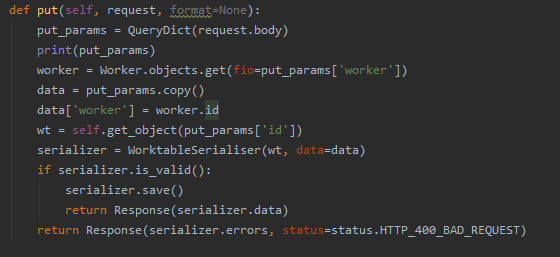 def put(self, request, format=None):
    put_params = QueryDict(request.body)
    print(put_params)
    worker = Worker.objects.get(fio=put_params['worker'])
    data = put_params.copy()
    data['worker'] = worker.id
    wt = self.get_object(put_params['id'])
    serializer = WorktableSerialiser(wt, data=data)
    if serializer.is_valid():
        serializer.save()
        return Response(serializer.data)
    return Response(serializer.errors, status=status.HTTP_400_BAD_REQUEST)